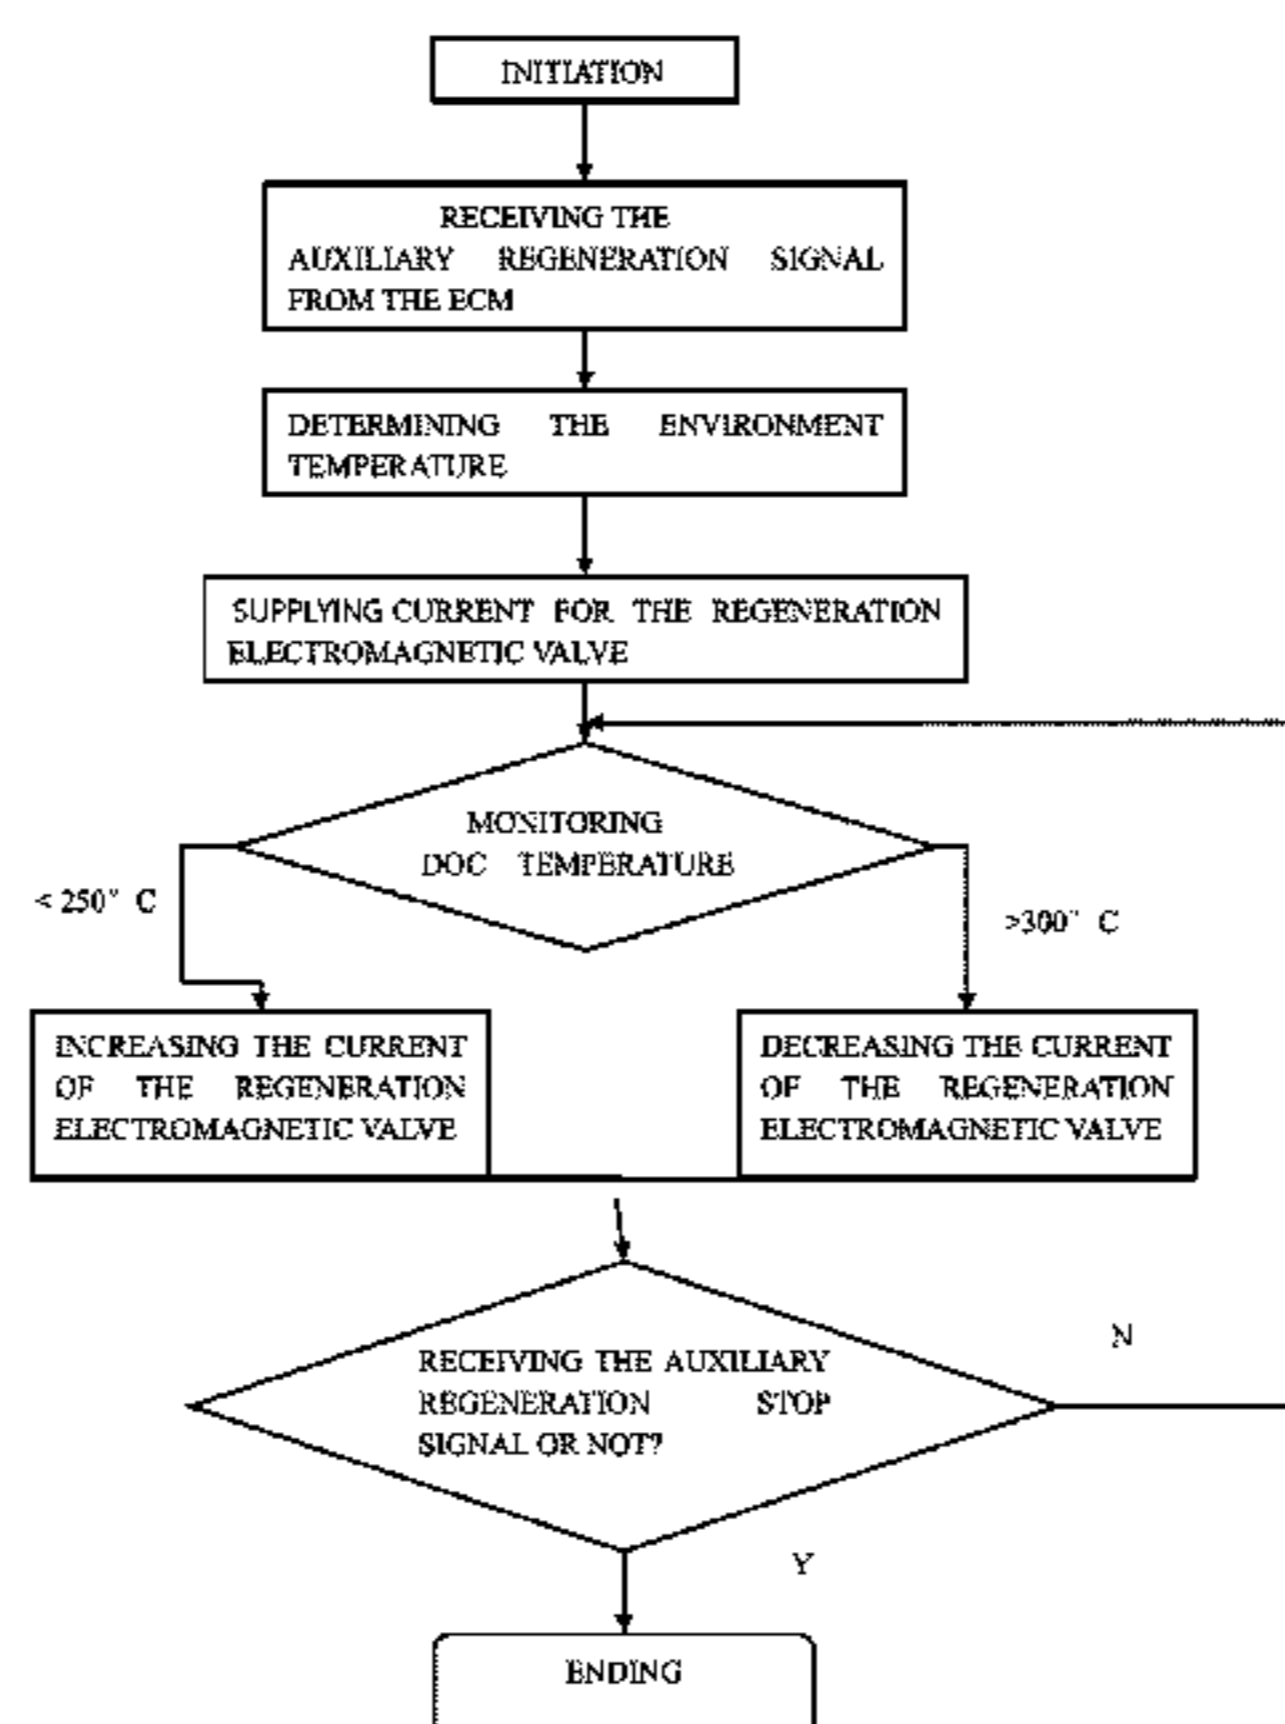 INITIATION
RECEIVING THE
AUXILIARY REGENERATION SIGNAL
FROM THE ECM
DETERMINING THE ENVIRONMENT
TEMPERATURE
SUPPLYING CURRENT FOR THE REGENERATION
ELECTROMAGNETIC VALVE
MONITORING
DOC TEMPERATURE
< 250° C
>300° C
INCREASING THE CURRENT
OF THE REGENERATION
ELECTROMAGNETIC VALVE
DECREASING THE CURRENT
OF THE REGENERATION
ELECTROMAGNETIC VALVE
N
RECEIVING THE AUXILIARY
REGENERATION STOP
SIGNAL OR NOT?
Y
ENDING